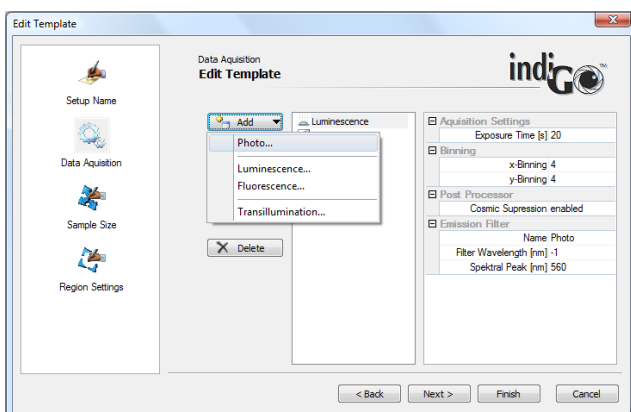 Edit Template
Setup Name
Data Aquisition
Sample Size
Region Settings
Data Aquisition
Edit Template
indiGo™
Add
Photo...
Luminescence...
Fluorescence...
Transillumination...
Delete
Luminescence
Aquisition Settings
Exposure Time [s] 20
Binning
x-Binning 4
y-Binning 4
Post Processor
Cosmic Supression enabled
Emission Filter
Name Photo
Filter Wavelength [nm] -1
Spektral Peak [nm] 560
< Back
Next >
Finish
Cancel